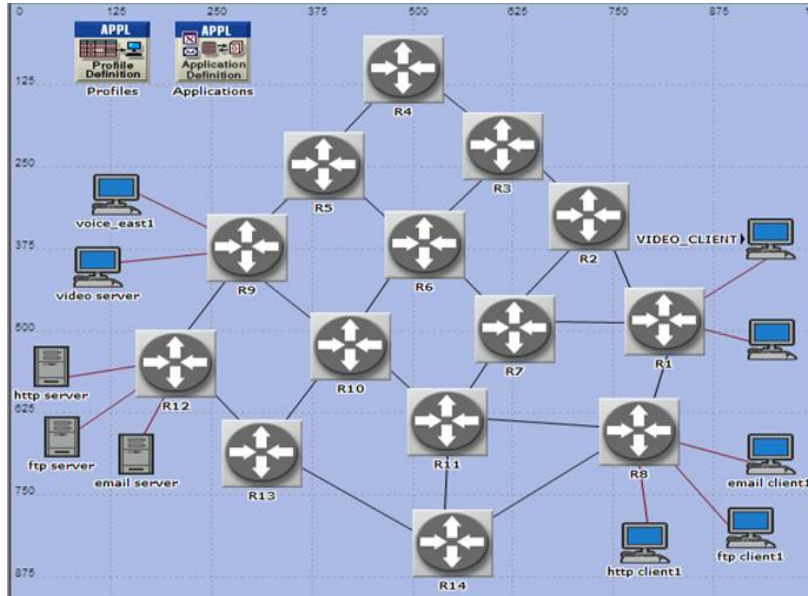 0 125 250 375 500 625 750 875
APPL
Profile
Definition
Profiles
APPL
Application
Definition
Applications
125
R4
250
R3
R5
voice_east1
375
VIDEO_CLIENT
R2
video server
R9
R6
500
R1
R7
R10
http server
R12
625
ftp server
email server
R11
R8
email client1
R13
750
ftp client1
http client1
R14
875